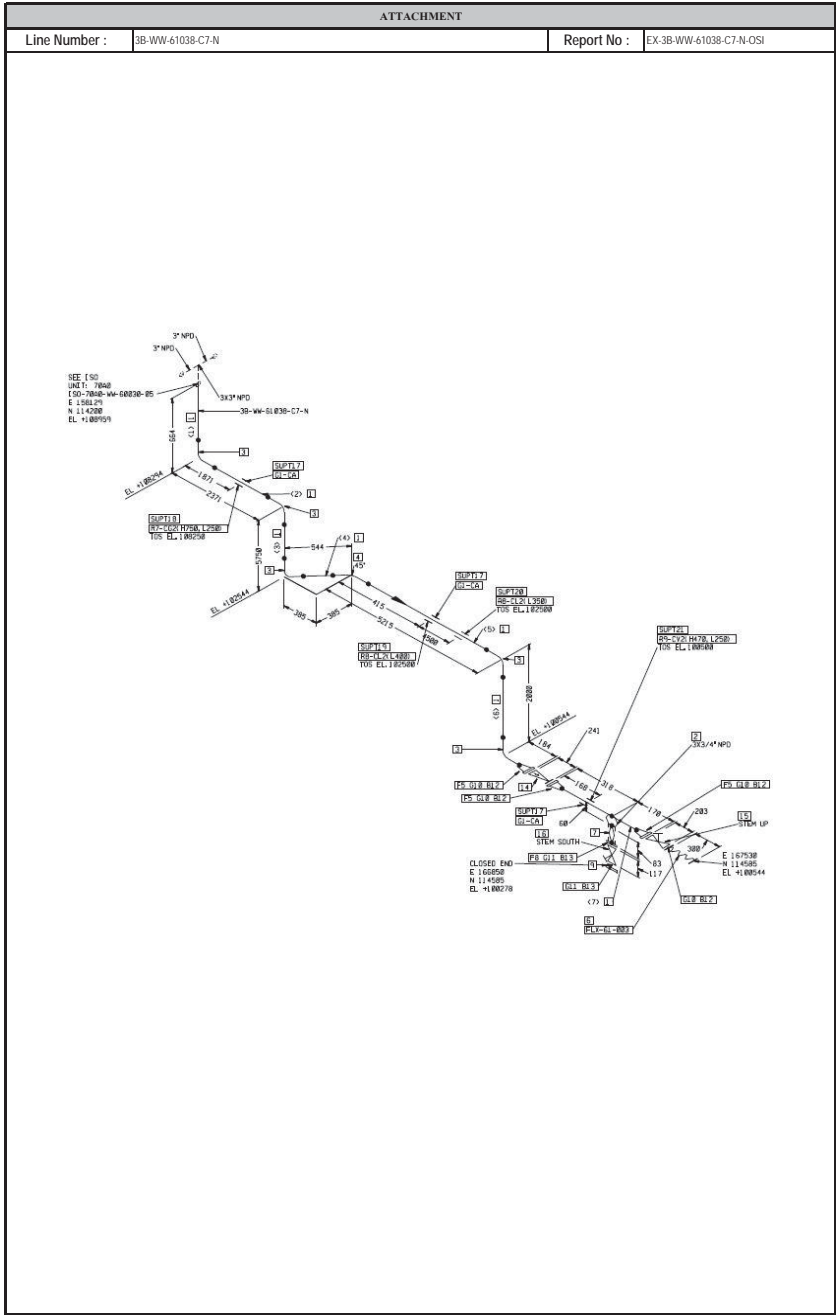 ATTACHMENT
Line Number : 3B-WW-61038-C7-N Report No : EX-3B-WW-61038-C7-N-OSI
3" NPD
3" NPD
SEE ISO
UNIT: 70A0
ISO-70A0-WW-60030-05
E 158129
N 114200
EL +108959
3X3" NPD
3B-WW-61038-C7-N
1
<1>
664
3
SUPT17
G1-CA
EL +108294
1871
2371
<2> 1
3
SUPT18
R7-CG2(H750, L250)
TOS EL.108250
5750
1
<3>
544
<4> 1
4
45°
3
EL +102544
385
385
415
5215
4500
SUPT17
G1-CA
SUPT20
R8-CL2(L350)
TOS EL.102500
<5> 1
SUPT19
R8-CL2(L400)
TOS EL.102500
3
SUPT21
R9-CV2(H470, L250)
TOS EL.100500
1
<6>
2000
3
EL +100544
184
241
2
3X3/4" NPD
F5 G10 B12
14
F5 G10 B12
168
318
F5 G10 B12
SUPT17
G1-CA
60
170
203
15
STEM UP
16
STEM SOUTH
7
F8 G11 B13
300
E 167530
N 114585
EL +100544
CLOSED END
E 166850
N 114585
EL +100278
9
83
117
G11 B13
<7> 1
G10 B12
6
FLX-61-003